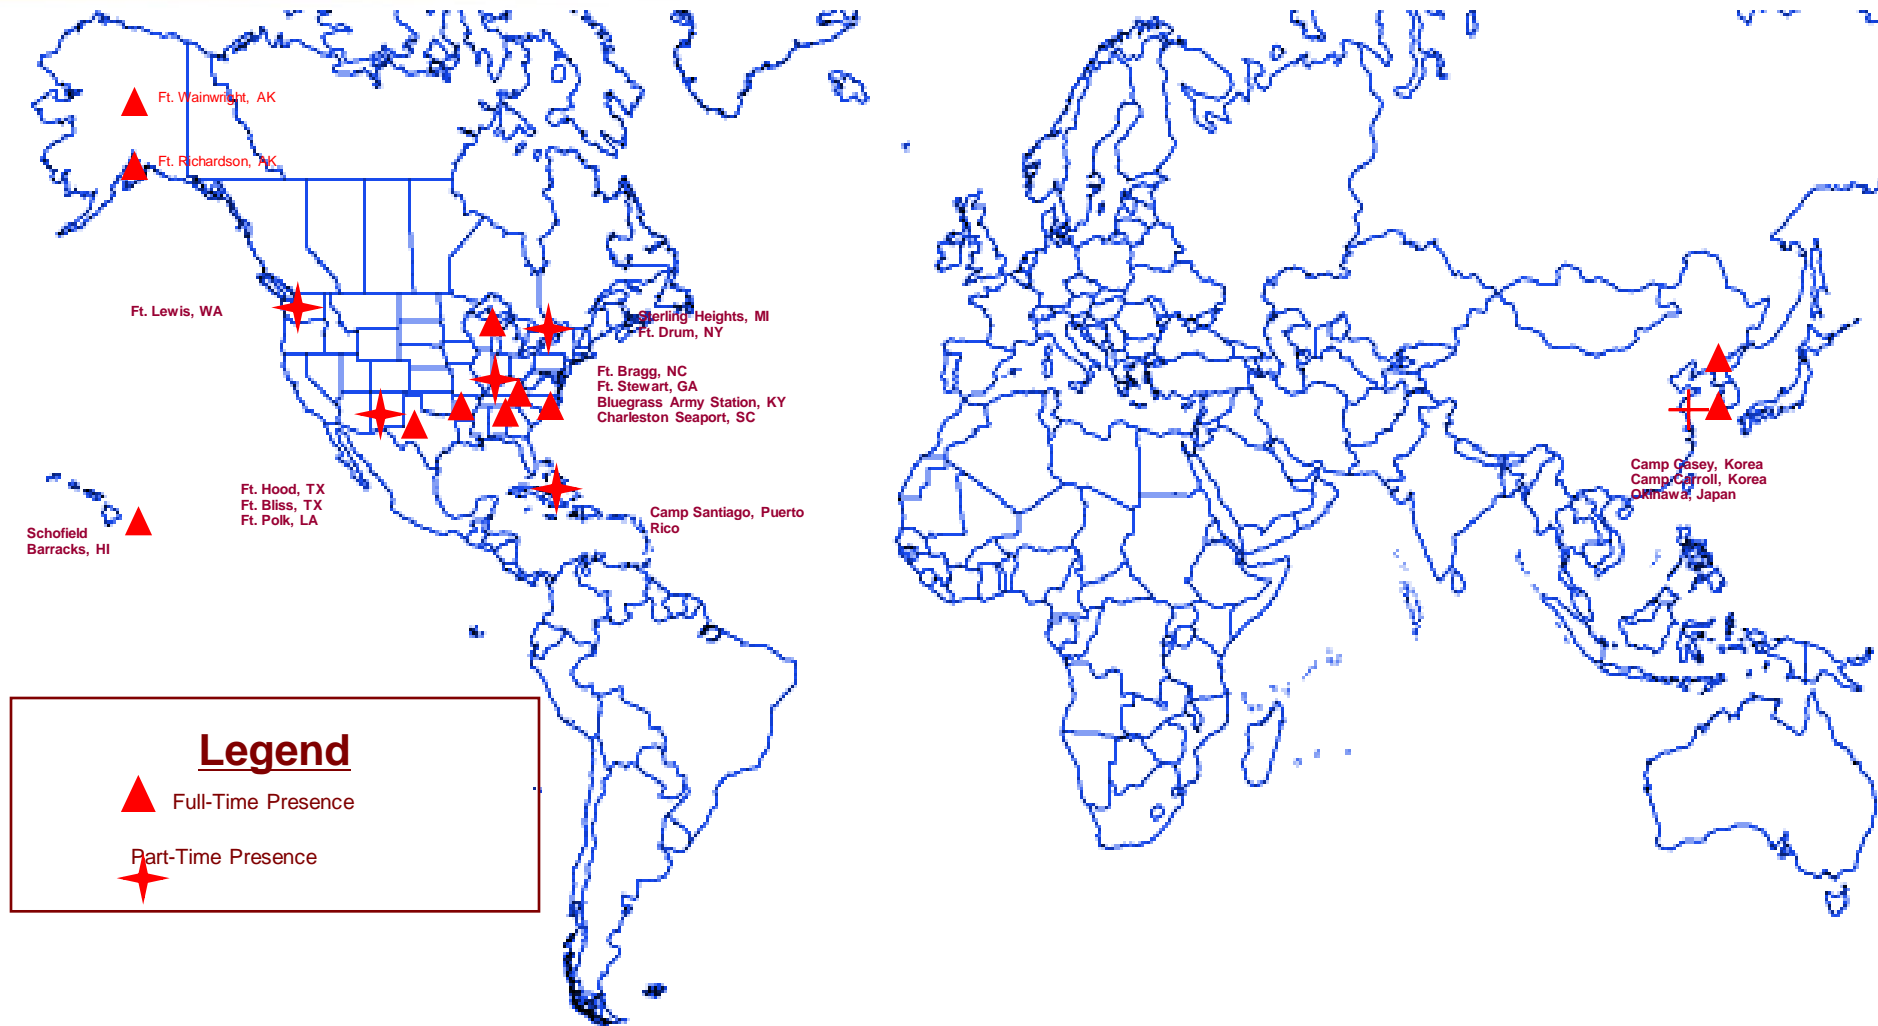 Ft. Wainwright, AK
Ft. Richardson, AK
Ft. Lewis, WA
Sterling Heights, MI
Ft. Drum, NY
Ft. Bragg, NC
Ft. Stewart, GA
Bluegrass Army Station, KY
Charleston Seaport, SC
Camp Casey, Korea
Camp Carroll, Korea
Okinawa, Japan
Ft. Hood, TX
Ft. Bliss, TX
Ft. Polk, LA
Camp Santiago, Puerto
Rico
Schofield
Barracks, HI
Legend
Full-Time Presence
Part-Time Presence